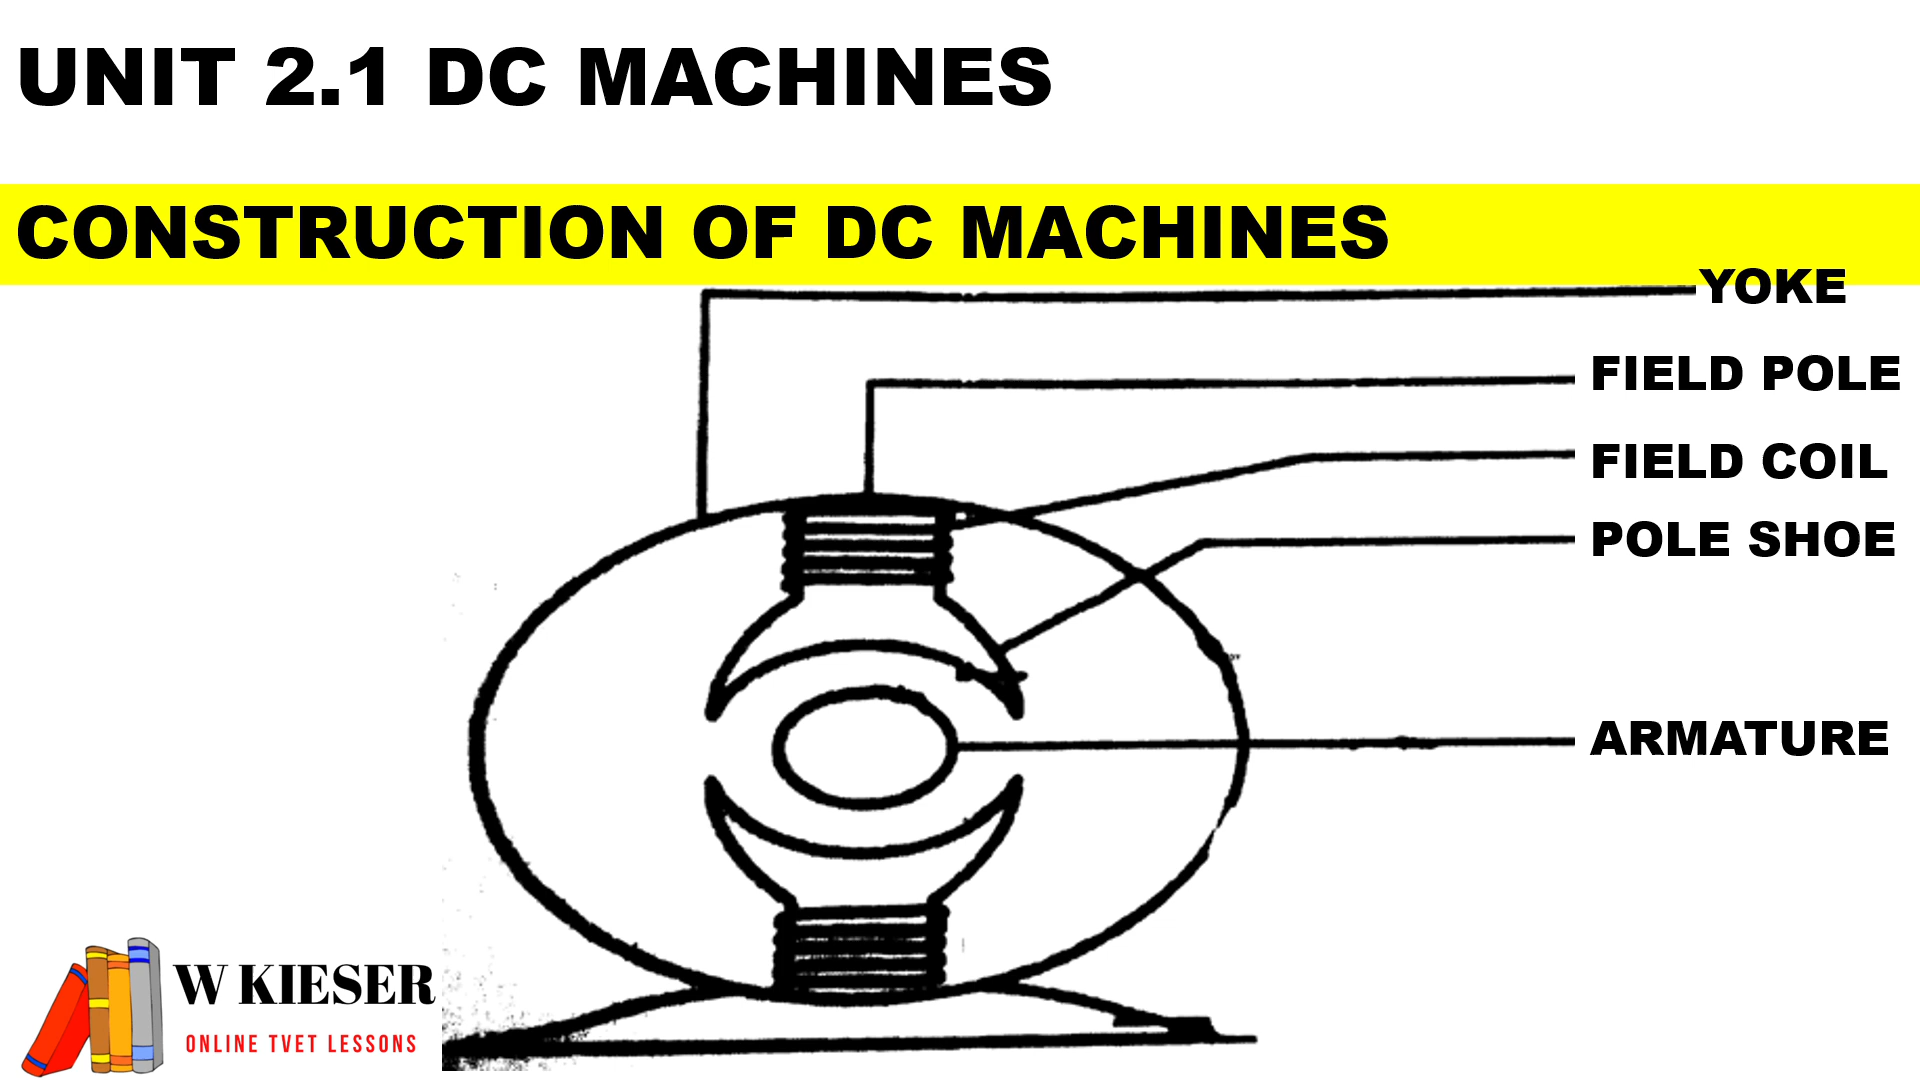 UNIT 2.1 DC MACHINES
CONSTRUCTION OF DC MACHINES
YOKE
FIELD POLE
FIELD COIL
POLE SHOE
ARMATURE
W KIESER
ONLINE TVET LESSONS